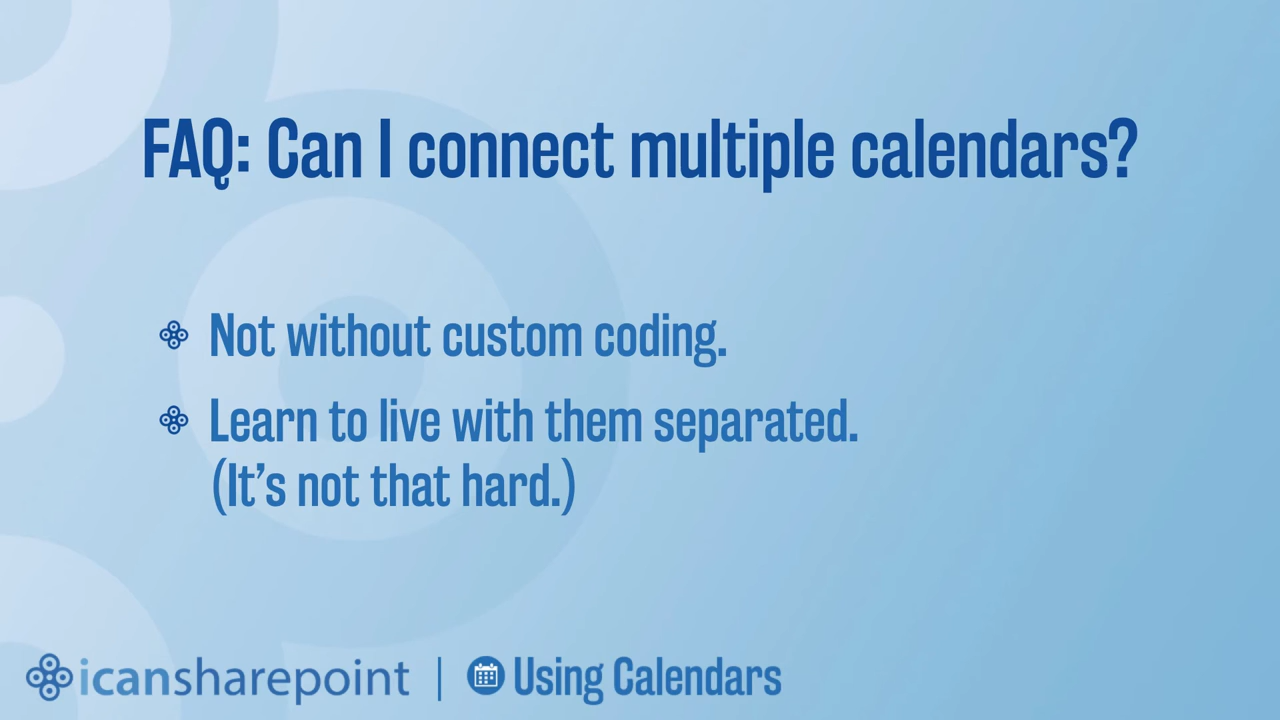 FAQ: Can I connect multiple calendars?
Not without custom coding.
Learn to live with them separated.
(It’s not that hard.)
icansharepoint | Using Calendars